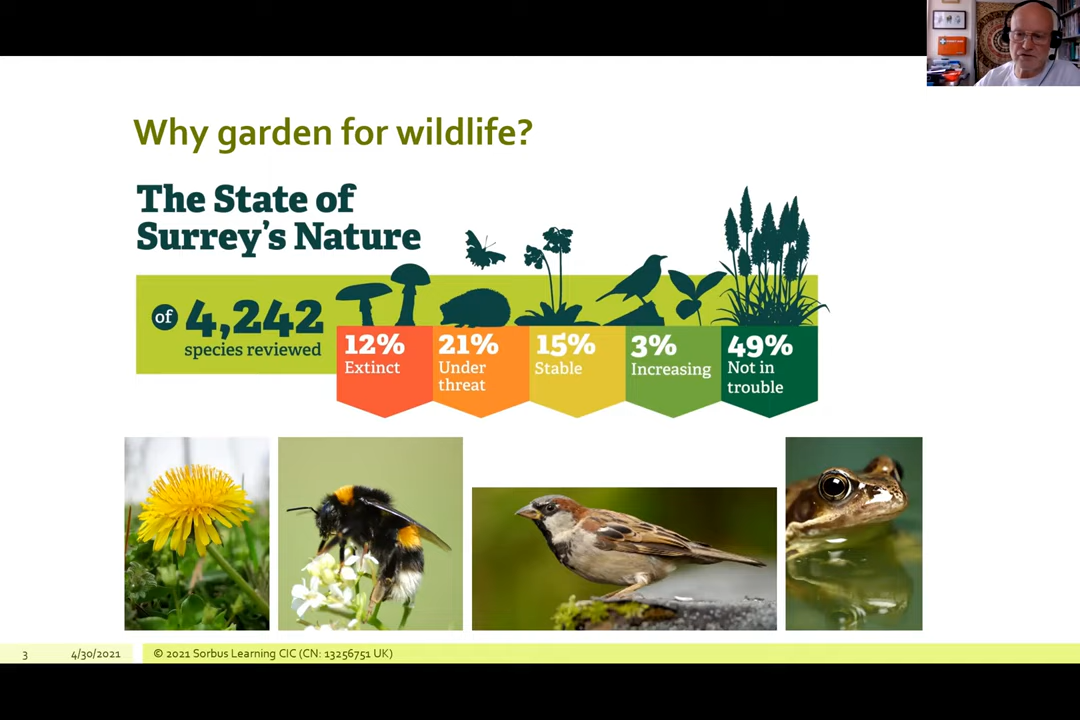 Why garden for wildlife?
The State of
Surrey's Nature
of 4,242
species reviewed
12%
Extinct
21%
Under
threat
15%
Stable
3%
Increasing
49%
Not in
trouble
3 4/30/2021 © 2021 Sorbus Learning CIC (CN: 13256751 UK)